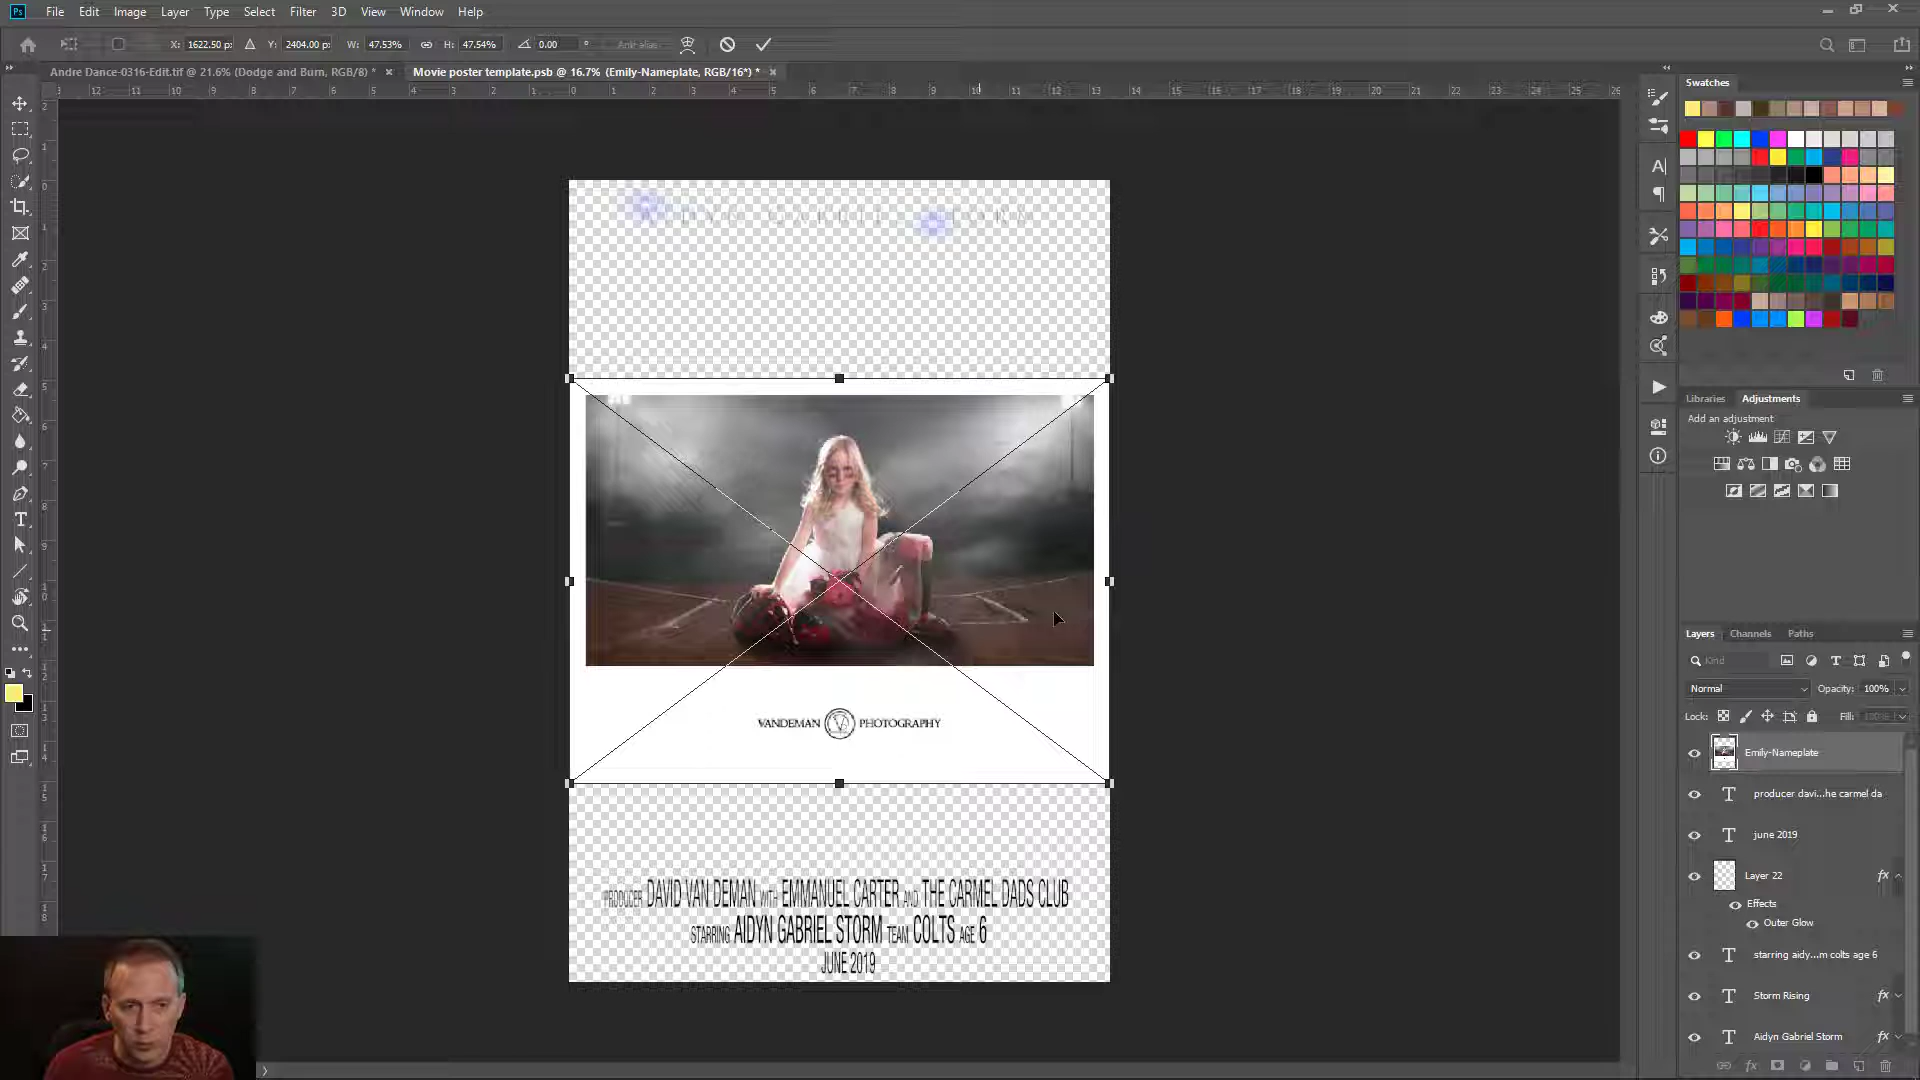 Ps File Edit Image Layer Type Select Filter 3D View Window Help
X: 1622.50 p: Y: 2404.00 p: W: 47.53% H: 47.54% 0.00 ° Anti-alias
Andre Dance-0316-Edit.tif @ 21.6% (Dodge and Burn, RGB/8) * Movie poster template.psb @ 16.7% (Emily-Nameplate, RGB/16*) *
Swatches
Libraries Adjustments
Add an adjustment
VANDEMAN PHOTOGRAPHY
PRODUCER DAVID VAN DEMAN WITH EMMANUEL CARTER AND THE CARMEL DADS CLUB
STARRING AIDYN GABRIEL STORM TEAM COLTS AGE 6
JUNE 2019
Layers Channels Paths
Kind
Normal Opacity: 100%
Lock: Fill: 100%
Emily-Nameplate
producer davi...he carmel da
june 2019
Layer 22 fx
Effects
Outer Glow
starring aidy...m colts age 6
Storm Rising fx
Aidyn Gabriel Storm fx